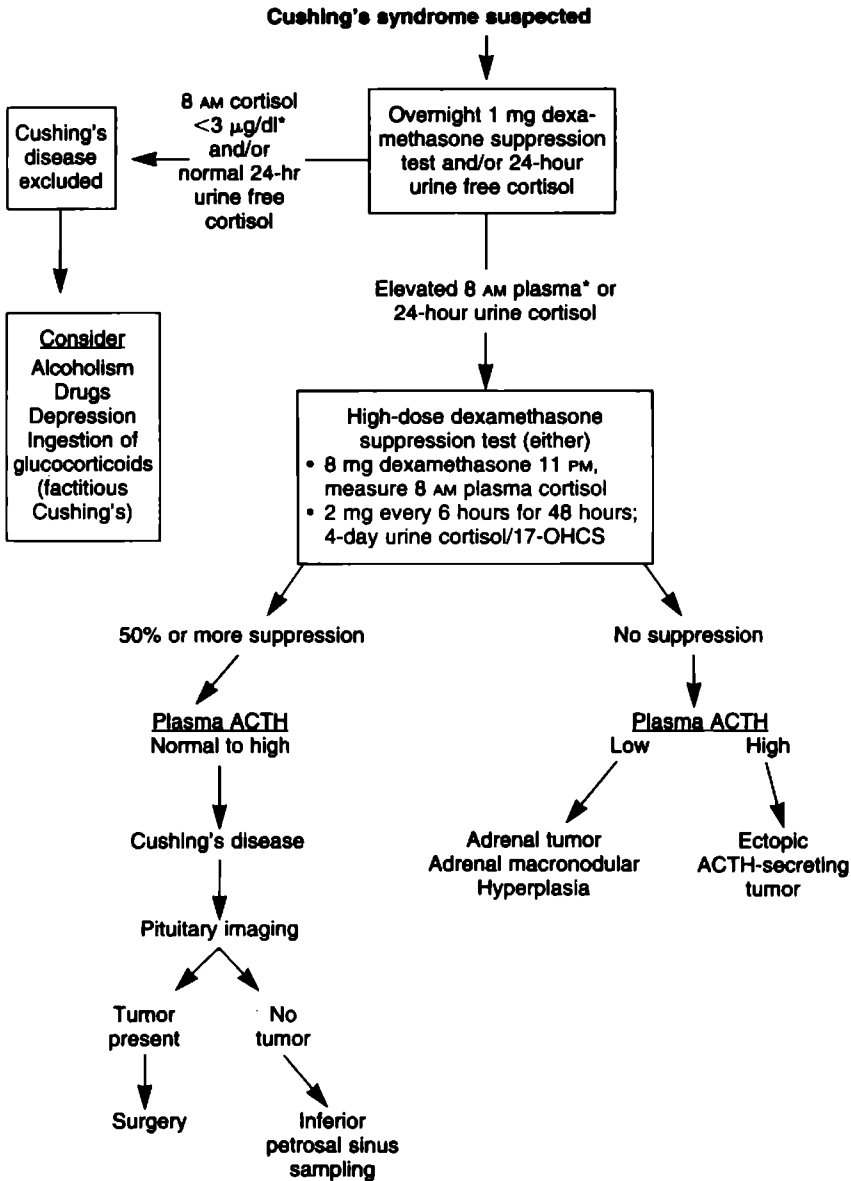 Cushing's syndrome suspected
8 AM cortisol
<3 µg/dl*
and/or
normal 24-hr
urine free
cortisol
Overnight 1 mg dexa-
methasone suppression
test and/or 24-hour
urine free cortisol
Cushing's
disease
excluded
Elevated 8 AM plasma* or
24-hour urine cortisol
Consider
Alcoholism
Drugs
Depression
Ingestion of
glucocorticoids
(factitious
Cushing's)
High-dose dexamethasone
suppression test (either)
• 8 mg dexamethasone 11 PM,
measure 8 AM plasma cortisol
• 2 mg every 6 hours for 48 hours;
4-day urine cortisol/17-OHCS
50% or more suppression
No suppression
Plasma ACTH
Normal to high
Plasma ACTH
Low High
Cushing's disease
Adrenal tumor
Adrenal macronodular
Hyperplasia
Ectopic
ACTH-secreting
tumor
Pituitary imaging
Tumor
present
No
tumor
Surgery
Inferior
petrosal sinus
sampling